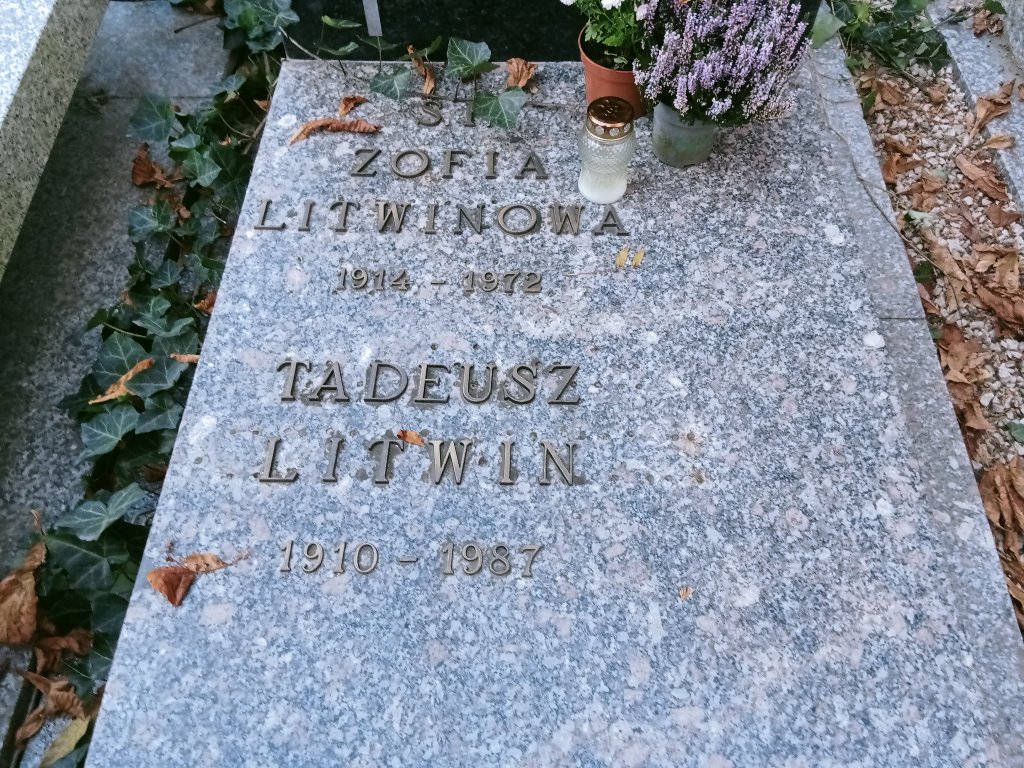 ZOFIA
LITWINOWA
1914 - 1972
TADEUSZ
LITWIN
1910 - 1987